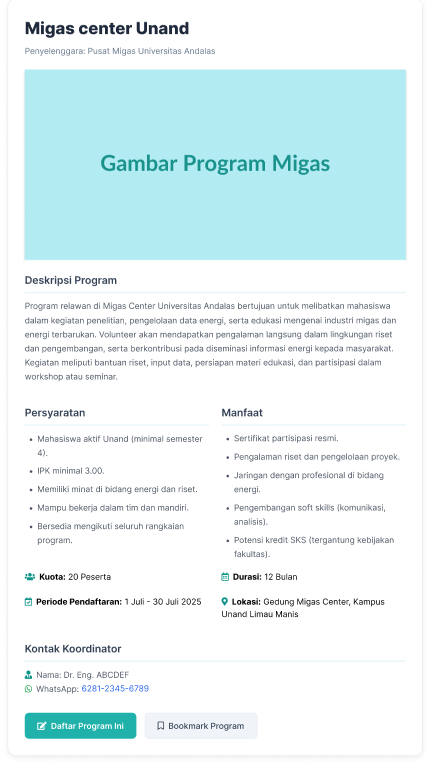 Migas center Unand
Penyelenggara: Pusat Migas Universitas Andalas
Gambar Program Migas
Deskripsi Program
Program relawan di Migas Center Universitas Andalas bertujuan untuk melibatkan mahasiswa
dalam kegiatan penelitian, pengelolaan data energi, serta edukasi mengenai industri migas dan
energi terbarukan. Volunteer akan mendapatkan pengalaman langsung dalam lingkungan riset
dan pengembangan, serta berkontribusi pada diseminasi informasi energi kepada masyarakat.
Kegiatan meliputi bantuan riset, input data, persiapan materi edukasi, dan partisipasi dalam
workshop atau seminar.
Persyaratan
• Mahasiswa aktif Unand (minimal semester
4).
• IPK minimal 3.00.
• Memiliki minat di bidang energi dan riset.
• Mampu bekerja dalam tim dan mandiri.
• Bersedia mengikuti seluruh rangkaian
program.
Manfaat
• Sertifikat partisipasi resmi.
• Pengalaman riset dan pengelolaan proyek.
• Jaringan dengan profesional di bidang
energi.
• Pengembangan soft skills (komunikasi,
analisis).
• Potensi kredit SKS (tergantung kebijakan
fakultas).
Kuota: 20 Peserta
Durasi: 12 Bulan
Periode Pendaftaran: 1 Juli - 30 Juli 2025
Lokasi: Gedung Migas Center, Kampus
Unand Limau Manis
Kontak Koordinator
Nama: Dr. Eng. ABCDEF
WhatsApp: 6281-2345-6789
Daftar Program Ini
Bookmark Program